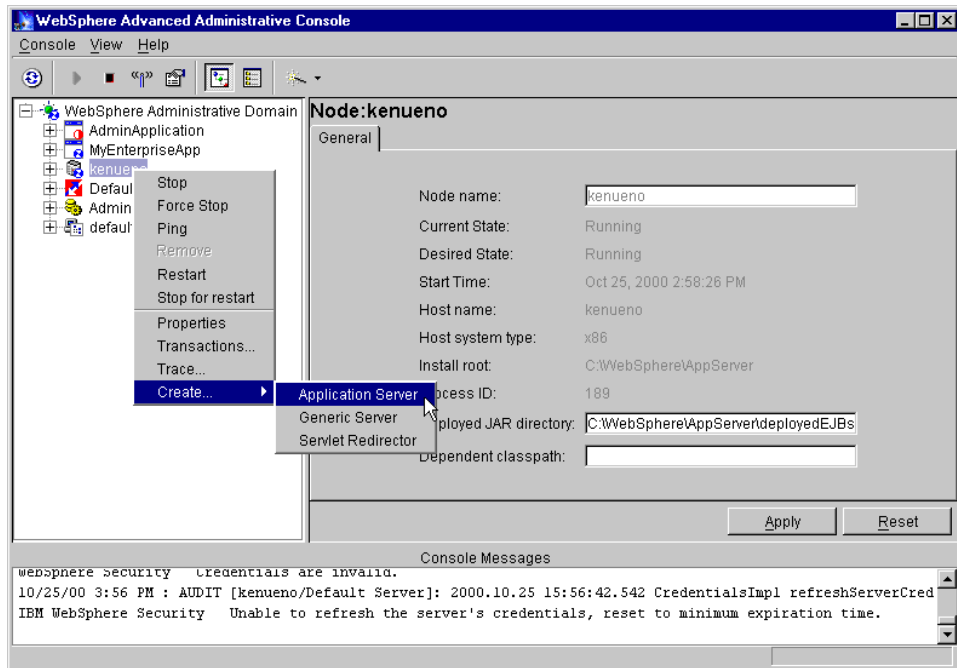 WebSphere Advanced Administrative Console
Console View Help
WebSphere Administrative Domain
AdminApplication
MyEnterpriseApp
kenueno
Defaul
Admin
defaul
Stop
Force Stop
Ping
Remove
Restart
Stop for restart
Properties
Transactions...
Trace...
Create...
Application Server
Generic Server
Servlet Redirector
Node:kenueno
General
Node name: kenueno
Current State: Running
Desired State: Running
Start Time: Oct 25, 2000 2:58:26 PM
Host name: kenueno
Host system type: x86
Install root: C:\WebSphere\AppServer
ocess ID: 189
ployed JAR directory: C:\WebSphere\AppServer\deployedEJBs
Dependent classpath:
Apply Reset
Console Messages
WebSphere Security Credentials are invalid.
10/25/00 3:56 PM : AUDIT [kenueno/Default Server]: 2000.10.25 15:56:42.542 CredentialsImpl refreshServerCred
IBM WebSphere Security Unable to refresh the server's credentials, reset to minimum expiration time.